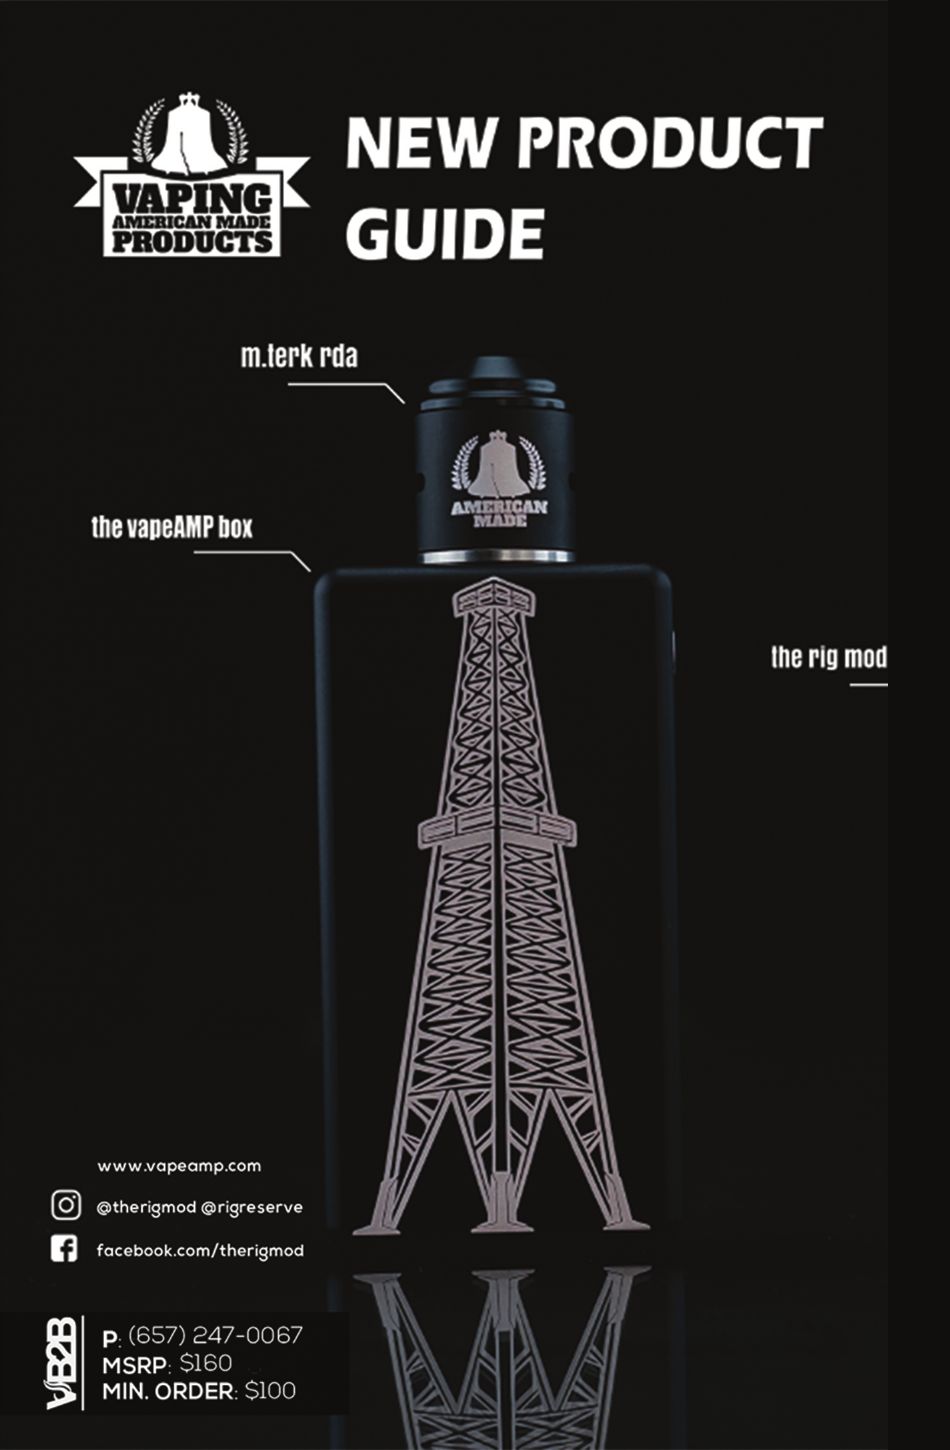 VAPING
AMERICAN MADE
PRODUCTS
NEW PRODUCT
GUIDE
m.terk rda
AMERICAN
MADE
the vapeAMP box
the rig mod
www.vapeamp.com
@therigmod @rigreserve
facebook.com/therigmod
VB2B
P: (657) 247-0067
MSRP: $160
MIN. ORDER: $100